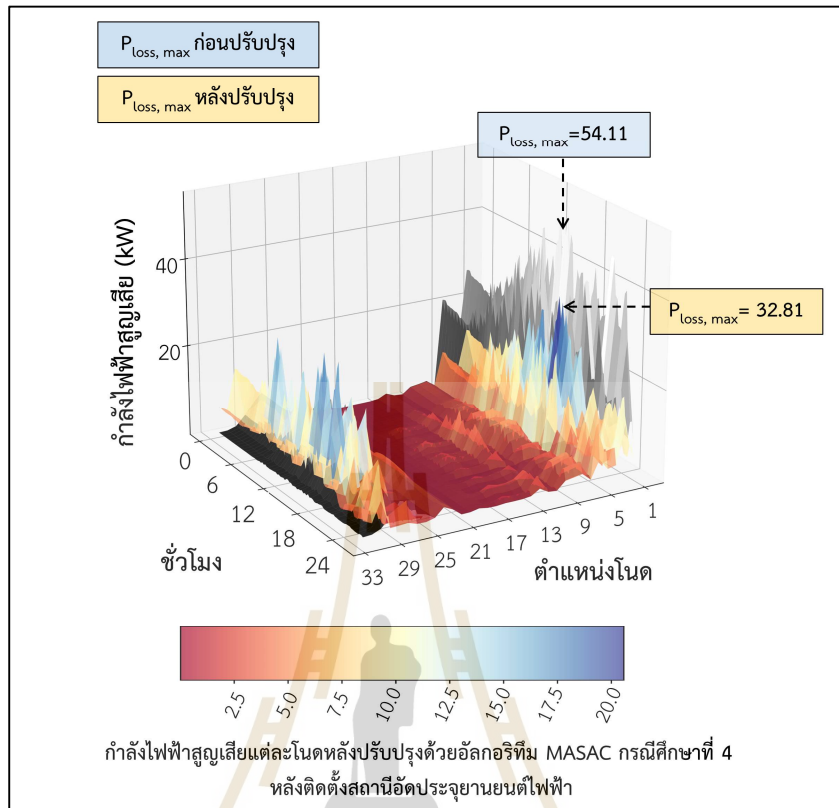 P_loss, max ก่อนปรับปรุง
P_loss, max หลังปรับปรุง
P_loss, max=54.11
P_loss, max= 32.81
กำลังไฟฟ้าสูญเสีย (kW)
40
20
0
6
12
18
24
ชั่วโมง
33
29
25
21
17
13
9
5
1
ตำแหน่งโนด
2.5
5.0
7.5
10.0
12.5
15.0
17.5
20.0
กำลังไฟฟ้าสูญเสียแต่ละโนดหลังปรับปรุงด้วยอัลกอริทึม MASAC กรณีศึกษาที่ 4
หลังติดตั้งสถานีอัดประจุยานยนต์ไฟฟ้า